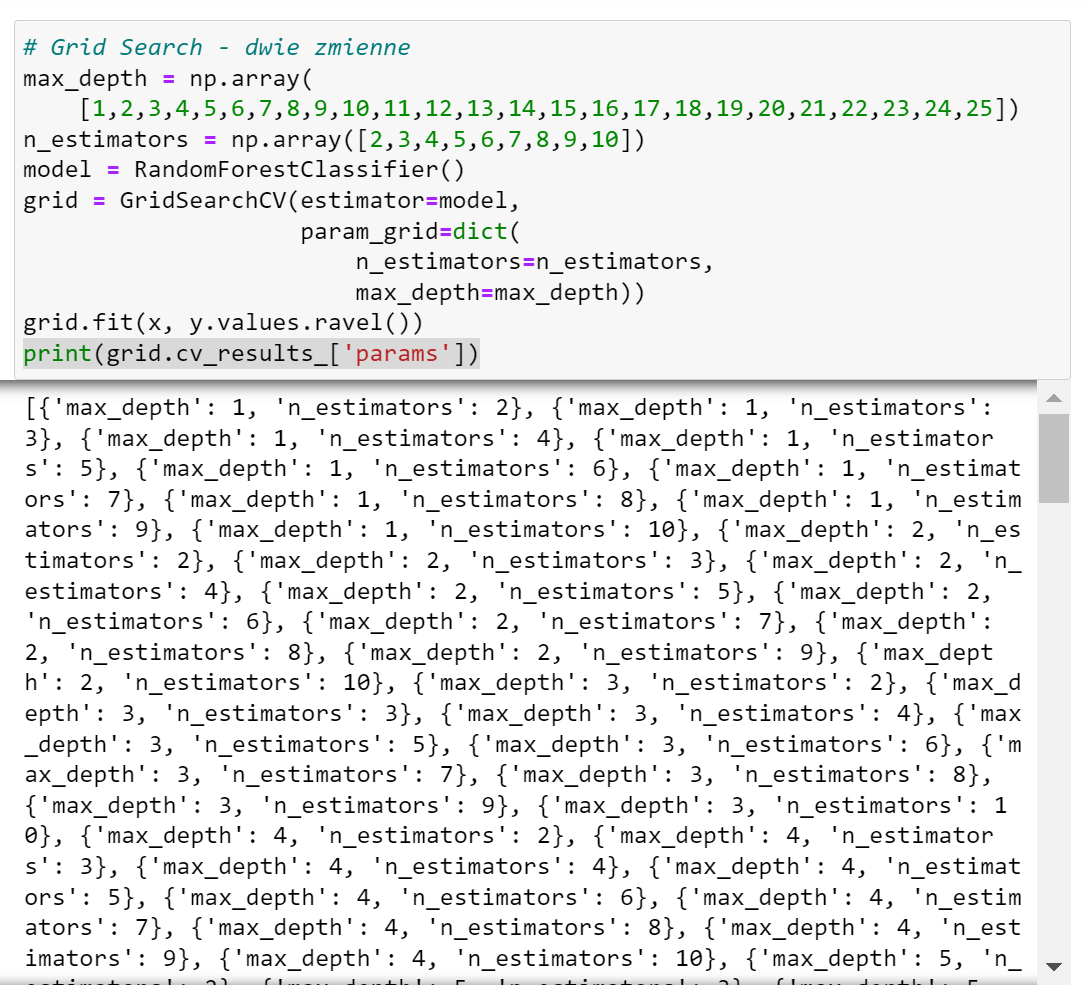 # Grid Search - dwie zmienne
max_depth = np.array(
    [1,2,3,4,5,6,7,8,9,10,11,12,13,14,15,16,17,18,19,20,21,22,23,24,25])
n_estimators = np.array([2,3,4,5,6,7,8,9,10])
model = RandomForestClassifier()
grid = GridSearchCV(estimator=model,
                    param_grid=dict(
                        n_estimators=n_estimators,
                        max_depth=max_depth))
grid.fit(x, y.values.ravel())
print(grid.cv_results_['params'])
[{'max_depth': 1, 'n_estimators': 2}, {'max_depth': 1, 'n_estimators':
3}, {'max_depth': 1, 'n_estimators': 4}, {'max_depth': 1, 'n_estimator
s': 5}, {'max_depth': 1, 'n_estimators': 6}, {'max_depth': 1, 'n_estimat
ors': 7}, {'max_depth': 1, 'n_estimators': 8}, {'max_depth': 1, 'n_estim
ators': 9}, {'max_depth': 1, 'n_estimators': 10}, {'max_depth': 2, 'n_es
timators': 2}, {'max_depth': 2, 'n_estimators': 3}, {'max_depth': 2, 'n_
estimators': 4}, {'max_depth': 2, 'n_estimators': 5}, {'max_depth': 2,
'n_estimators': 6}, {'max_depth': 2, 'n_estimators': 7}, {'max_depth':
2, 'n_estimators': 8}, {'max_depth': 2, 'n_estimators': 9}, {'max_dept
h': 2, 'n_estimators': 10}, {'max_depth': 3, 'n_estimators': 2}, {'max_d
epth': 3, 'n_estimators': 3}, {'max_depth': 3, 'n_estimators': 4}, {'max
_depth': 3, 'n_estimators': 5}, {'max_depth': 3, 'n_estimators': 6}, {'m
ax_depth': 3, 'n_estimators': 7}, {'max_depth': 3, 'n_estimators': 8},
{'max_depth': 3, 'n_estimators': 9}, {'max_depth': 3, 'n_estimators': 1
0}, {'max_depth': 4, 'n_estimators': 2}, {'max_depth': 4, 'n_estimator
s': 3}, {'max_depth': 4, 'n_estimators': 4}, {'max_depth': 4, 'n_estimat
ors': 5}, {'max_depth': 4, 'n_estimators': 6}, {'max_depth': 4, 'n_estim
ators': 7}, {'max_depth': 4, 'n_estimators': 8}, {'max_depth': 4, 'n_est
imators': 9}, {'max_depth': 4, 'n_estimators': 10}, {'max_depth': 5, 'n_